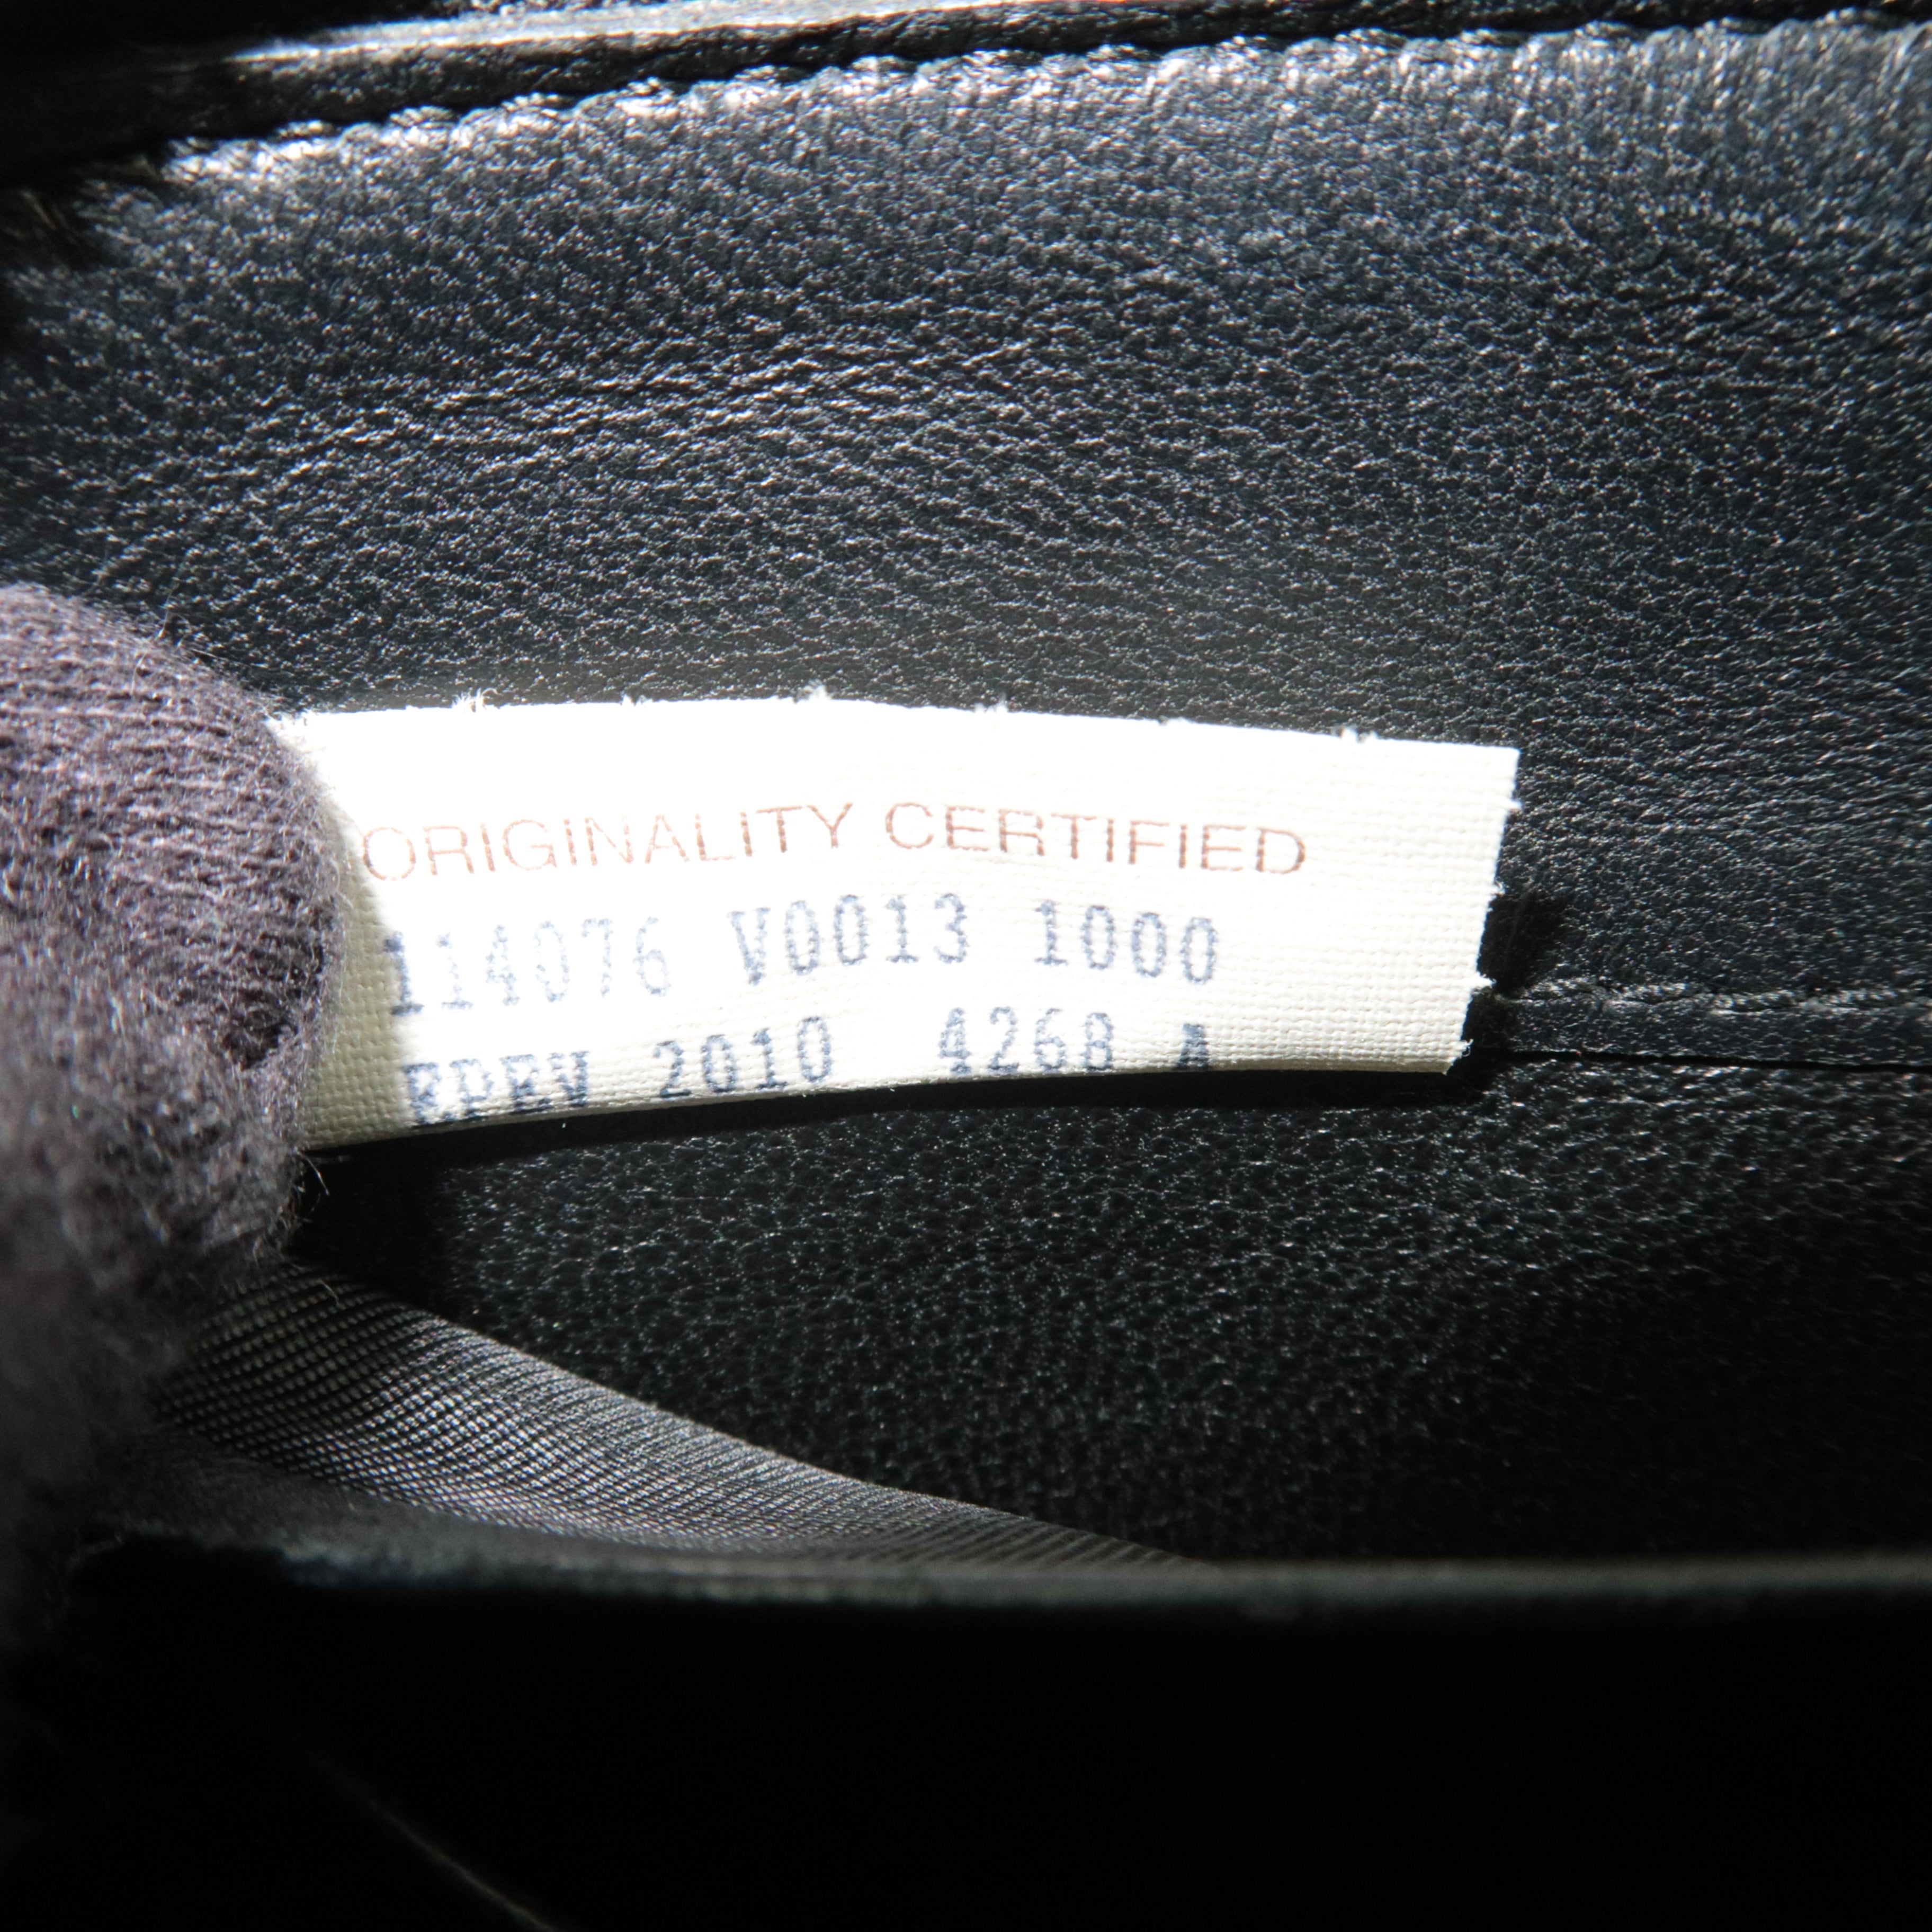 ORIGINALITY CERTIFIED
114076 V0013 1000
2010 4268 A